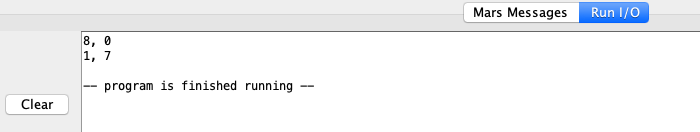 Mars Messages Run I/O
8, 0
1, 7
-- program is finished running --
Clear